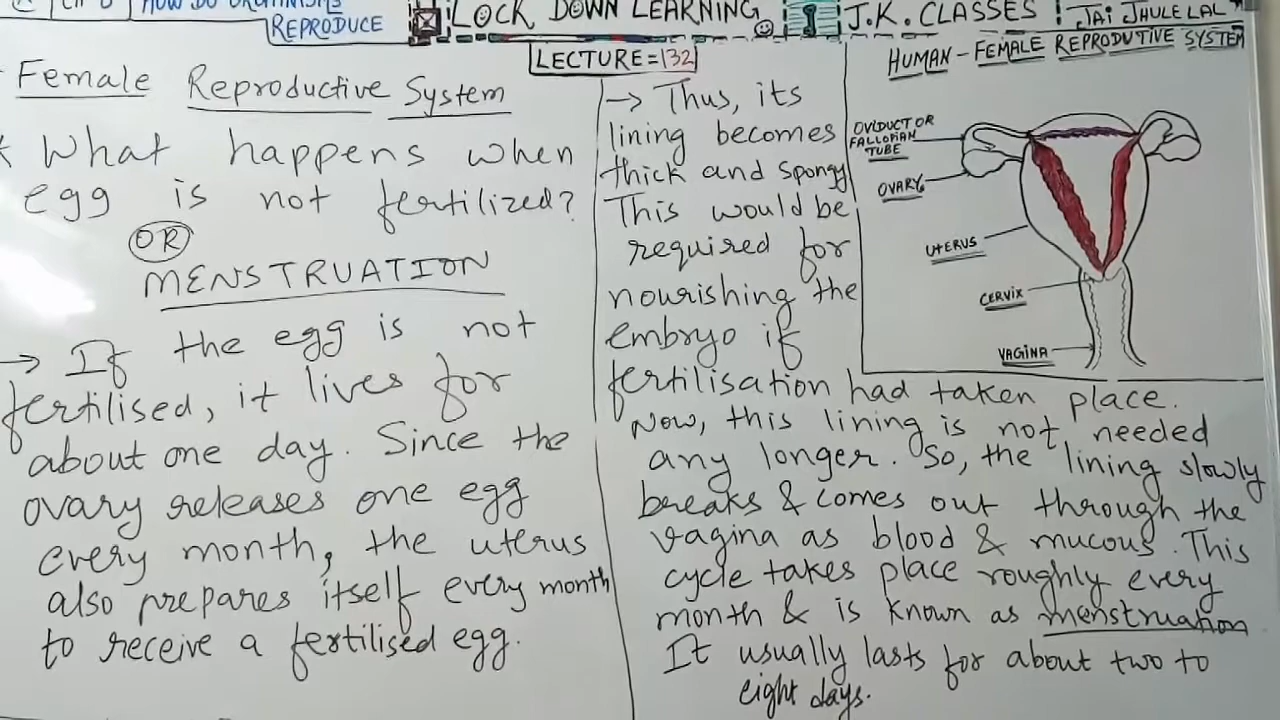 HOW DO ORGANISMS
REPRODUCE
LOCK DOWN LEARNING
J.K. CLASSES
JAI JHULELAL
LECTURE=132
Female Reproductive System
What happens when
egg is not fertilized?
OR
MENSTRUATION
→ If the egg is not
fertilised, it lives for
about one day. Since the
ovary releases one egg
every month, the uterus
also prepares itself every month
to receive a fertilised egg.
→ Thus, its
lining becomes
thick and spongy
This would be
required for
nourishing the
embryo if
fertilisation had taken place.
Now, this lining is not needed
any longer. So, the lining slowly
breaks & comes out through the
vagina as blood & mucous. This
cycle takes place roughly every
month & is known as menstruation
It usually lasts for about two to
eight days.
HUMAN - FEMALE REPRODUTIVE SYSTEM
OVIDUCT OR
FALLOPIAN
TUBE
OVARY
UTERUS
CERVIX
VAGINA